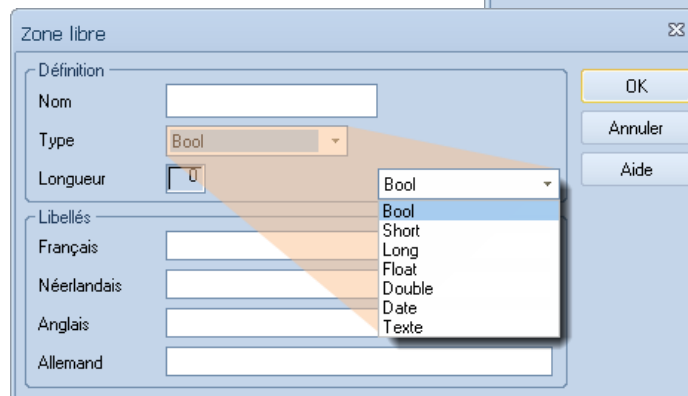 Zone libre
Définition
Nom
Type Bool
Longueur 0
Bool
Bool
Short
Long
Float
Double
Date
Texte
Libellés
Français
Néerlandais
Anglais
Allemand
OK
Annuler
Aide